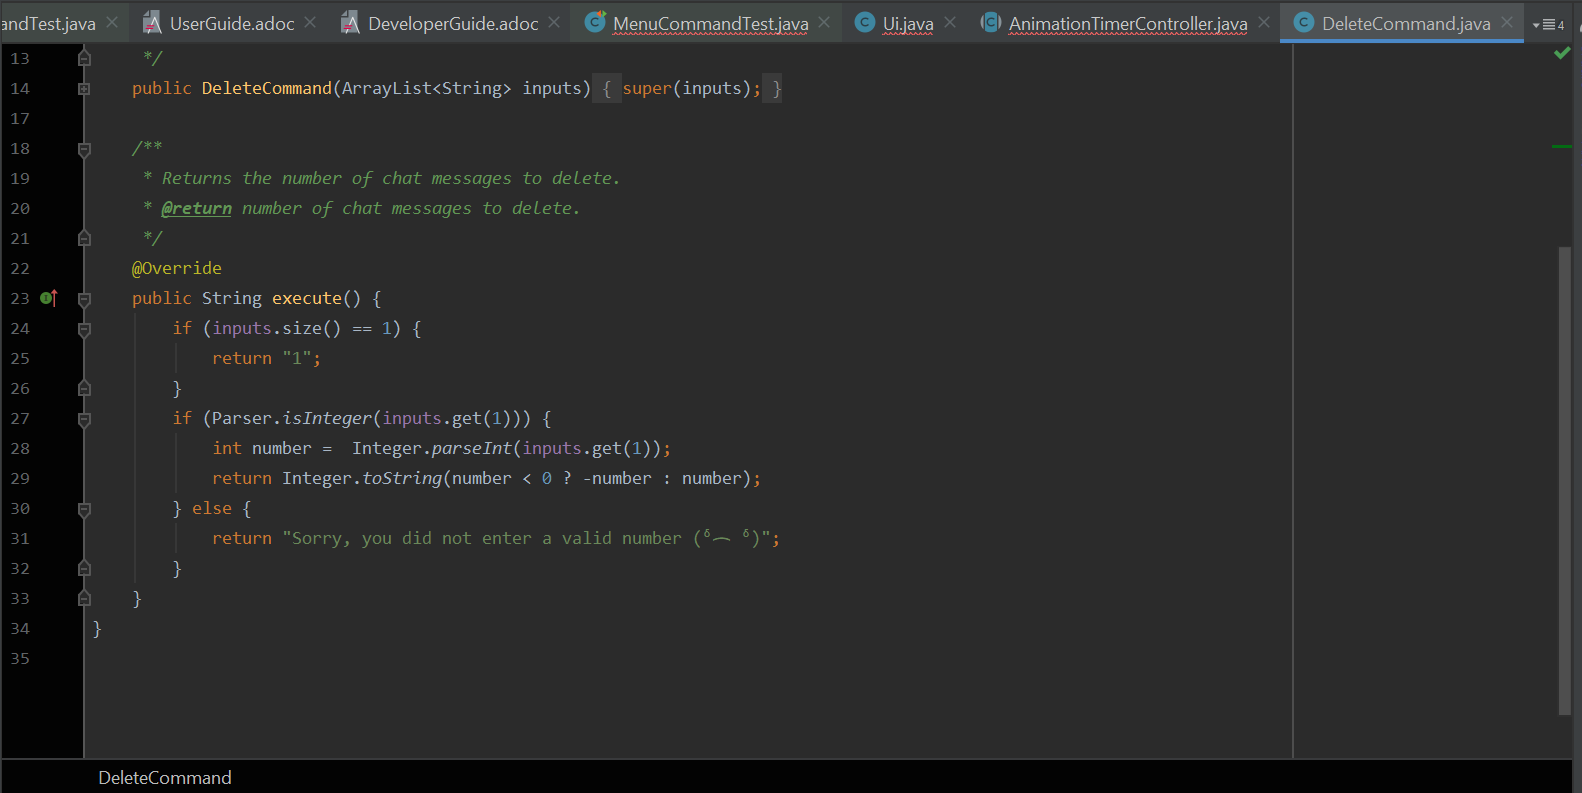 andTest.java UserGuide.adoc DeveloperGuide.adoc MenuCommandTest.java Ui.java AnimationTimerController.java DeleteCommand.java 4
13 */
14 public DeleteCommand(ArrayList<String> inputs) { super(inputs); }
17
18 /**
19 * Returns the number of chat messages to delete.
20 * @return number of chat messages to delete.
21 */
22 @Override
23 public String execute() {
24 if (inputs.size() == 1) {
25 return "1";
26 }
27 if (Parser.isInteger(inputs.get(1))) {
28 int number =  Integer.parseInt(inputs.get(1));
29 return Integer.toString(number < 0 ? -number : number);
30 } else {
31 return "Sorry, you did not enter a valid number (ᵟ෴ ᵟ)";
32 }
33 }
34 }
35
DeleteCommand